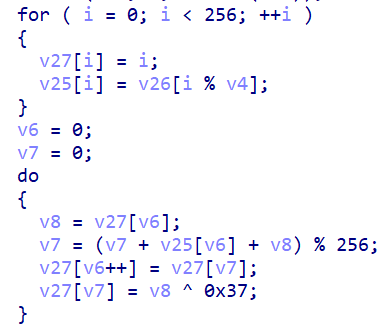 for ( i = 0; i < 256; ++i )
{
v27[i] = i;
v25[i] = v26[i % v4];
}
v6 = 0;
v7 = 0;
do
{
v8 = v27[v6];
v7 = (v7 + v25[v6] + v8) % 256;
v27[v6++] = v27[v7];
v27[v7] = v8 ^ 0x37;
}